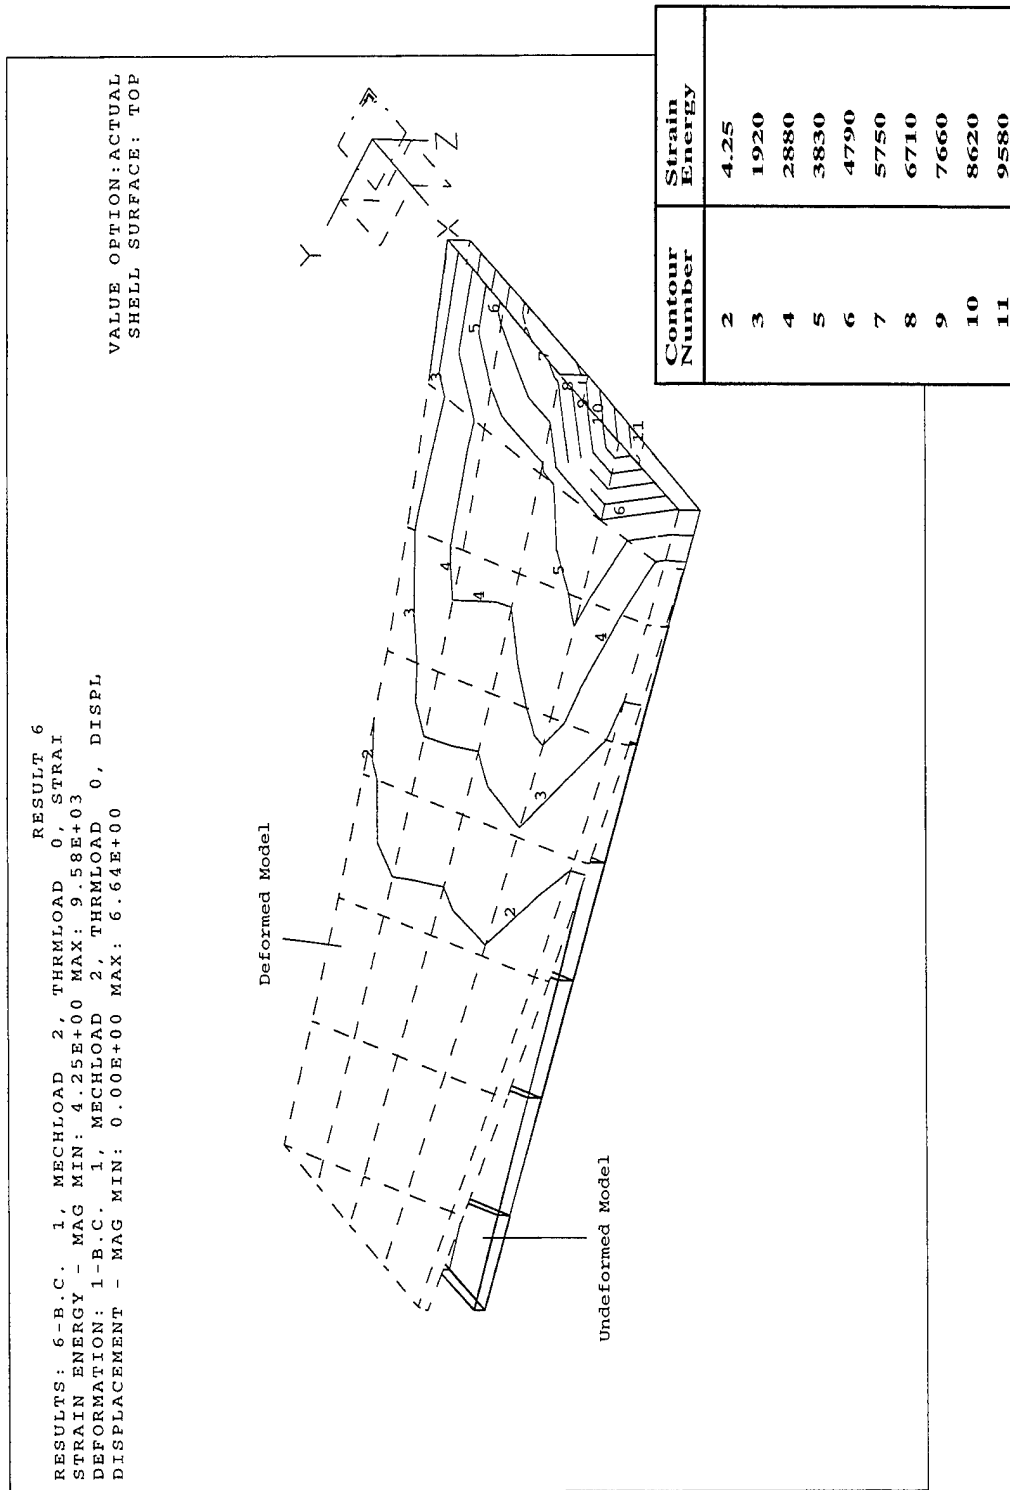 RESULT 6
RESULTS: 6-B.C. 1, MECHLOAD 2, THRMLOAD 0, STRAI
STRAIN ENERGY - MAG MIN: 4.25E+00 MAX: 9.58E+03
DEFORMATION: 1-B.C. 1, MECHLOAD 2, THRMLOAD 0, DISPL
DISPLACEMENT - MAG MIN: 0.00E+00 MAX: 6.64E+00
VALUE OPTION:ACTUAL
SHELL SURFACE: TOP
Y
Z
X
Deformed Model
Undeformed Model
2
2
3
3
3
4
4
4
5
5
6
6
7
8
9
10
11
Contour Number Strain Energy
2 4.25
3 1920
4 2880
5 3830
6 4790
7 5750
8 6710
9 7660
10 8620
11 9580